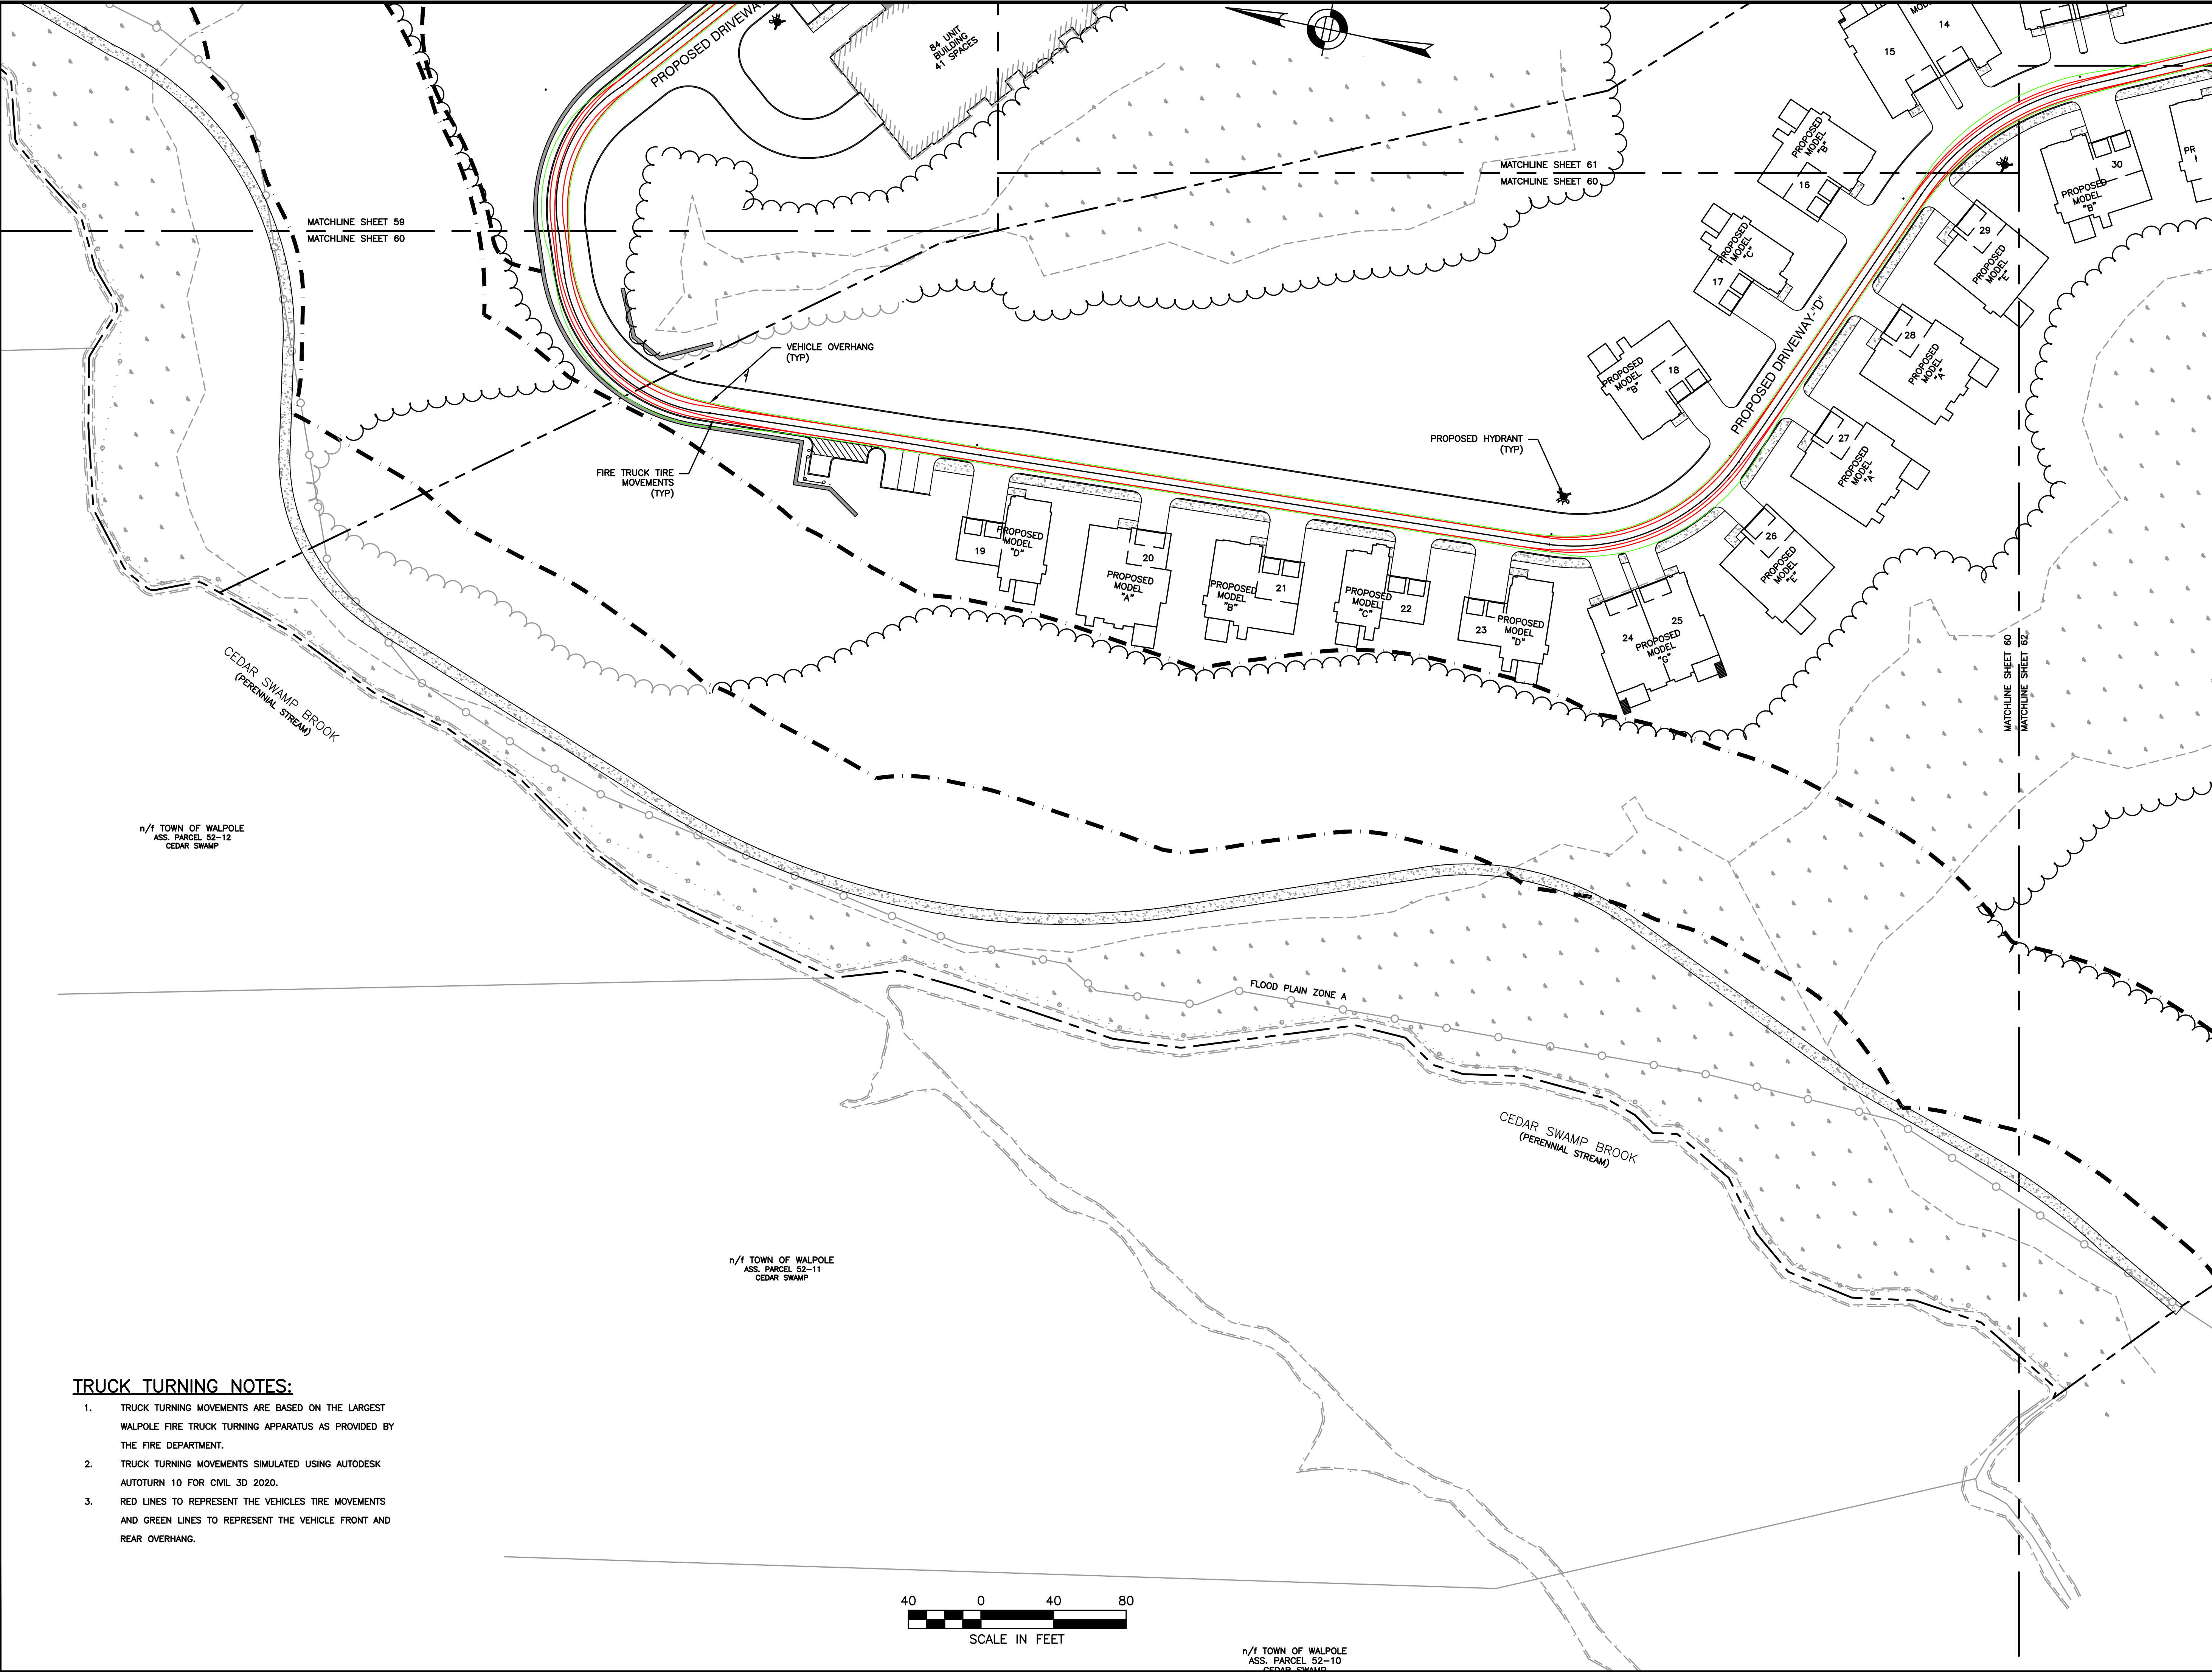 PROPOSED DRIVEWAY
84 UNIT
BUILDING
41 SPACES
14
15
PROPOSED
MODEL
"B"
16
30
PROPOSED
MODEL
"B"
MATCHLINE SHEET 61
MATCHLINE SHEET 60
MATCHLINE SHEET 59
MATCHLINE SHEET 60
PROPOSED
MODEL
"C"
17
29
PROPOSED
MODEL
"E"
PROPOSED DRIVEWAY-"D"
28
PROPOSED
MODEL
"A"
VEHICLE OVERHANG
(TYP)
PROPOSED
MODEL
"B"
18
27
PROPOSED
MODEL
"A"
PROPOSED HYDRANT
(TYP)
FIRE TRUCK TIRE
MOVEMENTS
(TYP)
19
PROPOSED
MODEL
"D"
20
PROPOSED
MODEL
"A"
21
PROPOSED
MODEL
"B"
22
PROPOSED
MODEL
"C"
23
PROPOSED
MODEL
"D"
24
25
PROPOSED
MODEL
"G"
26
PROPOSED
MODEL
"E"
MATCHLINE SHEET 60
MATCHLINE SHEET 62
CEDAR SWAMP BROOK
(PERENNIAL STREAM)
n/f TOWN OF WALPOLE
ASS. PARCEL 52-12
CEDAR SWAMP
FLOOD PLAIN ZONE A
CEDAR SWAMP BROOK
(PERENNIAL STREAM)
n/f TOWN OF WALPOLE
ASS. PARCEL 52-11
CEDAR SWAMP
TRUCK TURNING NOTES:
1. TRUCK TURNING MOVEMENTS ARE BASED ON THE LARGEST
WALPOLE FIRE TRUCK TURNING APPARATUS AS PROVIDED BY
THE FIRE DEPARTMENT.
2. TRUCK TURNING MOVEMENTS SIMULATED USING AUTODESK
AUTOTURN 10 FOR CIVIL 3D 2020.
3. RED LINES TO REPRESENT THE VEHICLES TIRE MOVEMENTS
AND GREEN LINES TO REPRESENT THE VEHICLE FRONT AND
REAR OVERHANG.
40 0 40 80
SCALE IN FEET
n/f TOWN OF WALPOLE
ASS. PARCEL 52-10
CEDAR SWAMP